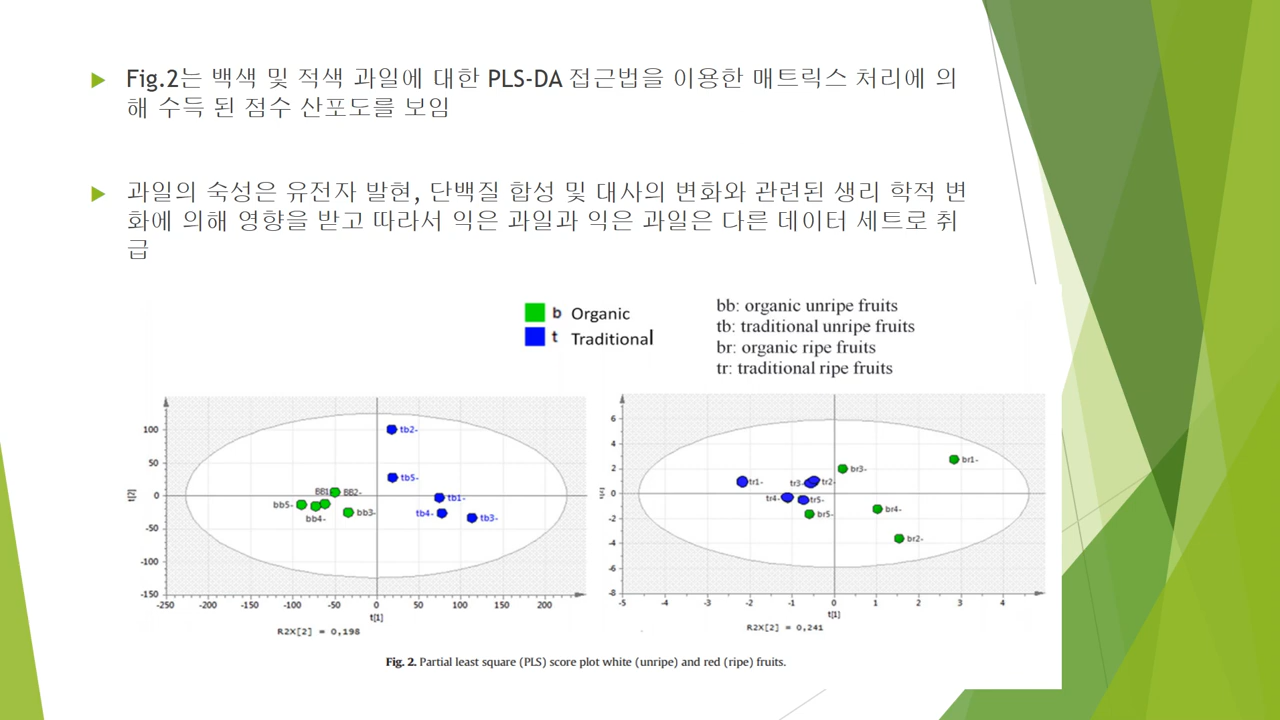 Fig.2는 백색 및 적색 과일에 대한 PLS-DA 접근법을 이용한 매트릭스 처리에 의
해 수득 된 점수 산포도를 보임
과일의 숙성은 유전자 발현, 단백질 합성 및 대사의 변화와 관련된 생리 학적 변
화에 의해 영향을 받고 따라서 익은 과일과 익은 과일은 다른 데이터 세트로 취
급
b Organic
t Traditional
bb: organic unripe fruits
tb: traditional unripe fruits
br: organic ripe fruits
tr: traditional ripe fruits
100
50
0
-50
-100
-150
t[2]
tb2-
tb5-
BB1
BB2-
tb1-
bb5-
bb4-
bb3-
tb4-
tb3-
-250 -200 -150 -100 -50 0 50 100 150 200
t[1]
R2X[2] = 0,198
6
4
2
0
-2
-4
-6
-8
br1-
br3-
tr1-
tr3-
tr2-
tr4-
tr5-
br5-
br4-
br2-
-5 -4 -3 -2 -1 0 1 2 3 4
t[1]
R2X[2] = 0,241
Fig. 2. Partial least square (PLS) score plot white (unripe) and red (ripe) fruits.